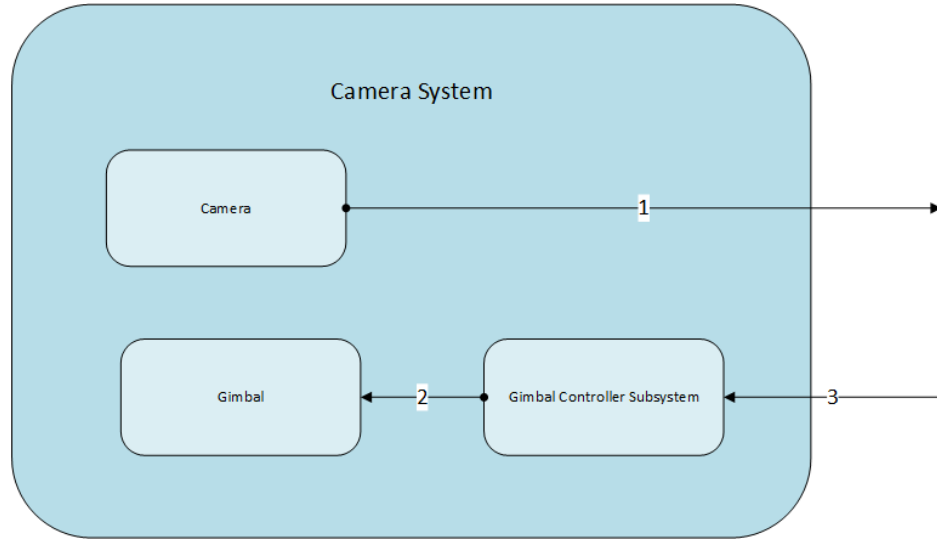 Camera System
Camera
1
Gimbal
2
Gimbal Controller Subsystem
3